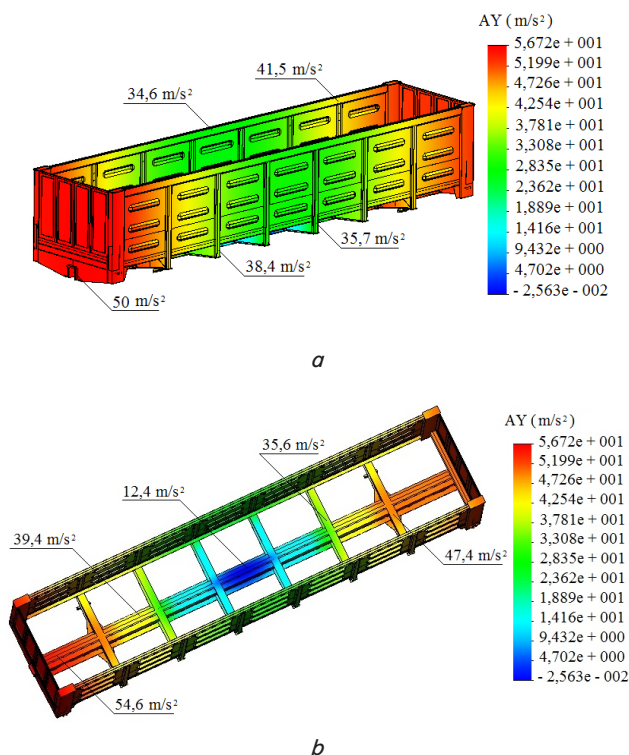 AY (m/s²)
5,672e + 001
5,199e + 001
4,726e + 001
4,254e + 001
3,781e + 001
3,308e + 001
2,835e + 001
2,362e + 001
1,889e + 001
1,416e + 001
9,432e + 000
4,702e + 000
- 2,563e - 002
41,5 m/s²
34,6 m/s²
35,7 m/s²
38,4 m/s²
50 m/s²
a
AY (m/s²)
5,672e + 001
5,199e + 001
4,726e + 001
4,254e + 001
3,781e + 001
3,308e + 001
2,835e + 001
2,362e + 001
1,889e + 001
1,416e + 001
9,432e + 000
4,702e + 000
- 2,563e - 002
35,6 m/s²
12,4 m/s²
39,4 m/s²
47,4 m/s²
54,6 m/s²
b